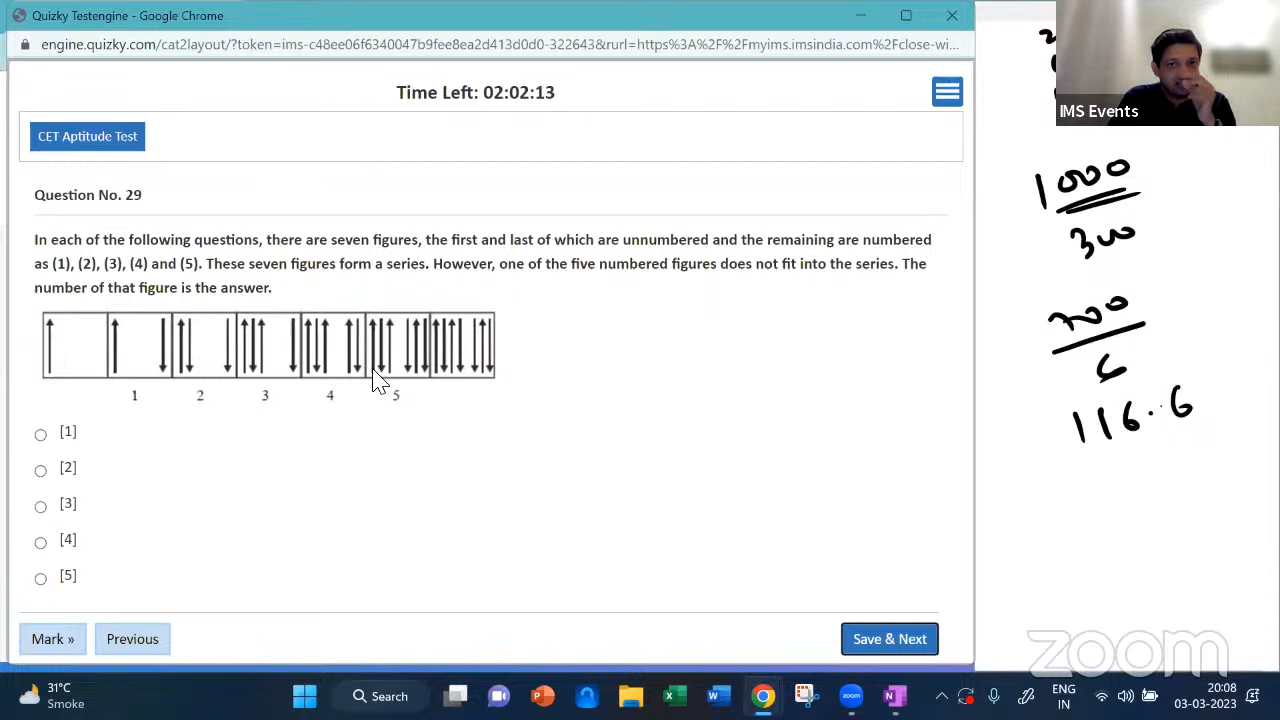 Quizky Testengine - Google Chrome
engine.quizky.com/cat2layout/?token=ims-c48ee09f6340047b9fee8ea2d413d0d0-322643&rurl=https%3A%2F%2Fmyims.imsindia.com%2Fclose-wi...
Time Left: 02:02:13
CET Aptitude Test
Question No. 29
In each of the following questions, there are seven figures, the first and last of which are unnumbered and the remaining are numbered
as (1), (2), (3), (4) and (5). These seven figures form a series. However, one of the five numbered figures does not fit into the series. The
number of that figure is the answer.
1 2 3 4 5
[1]
[2]
[3]
[4]
[5]
Mark »
Previous
Save & Next
IMS Events
1000
300
700
6
116.6
zoom
31°C
Smoke
Search
zoom
ENG
IN
20:08
03-03-2023